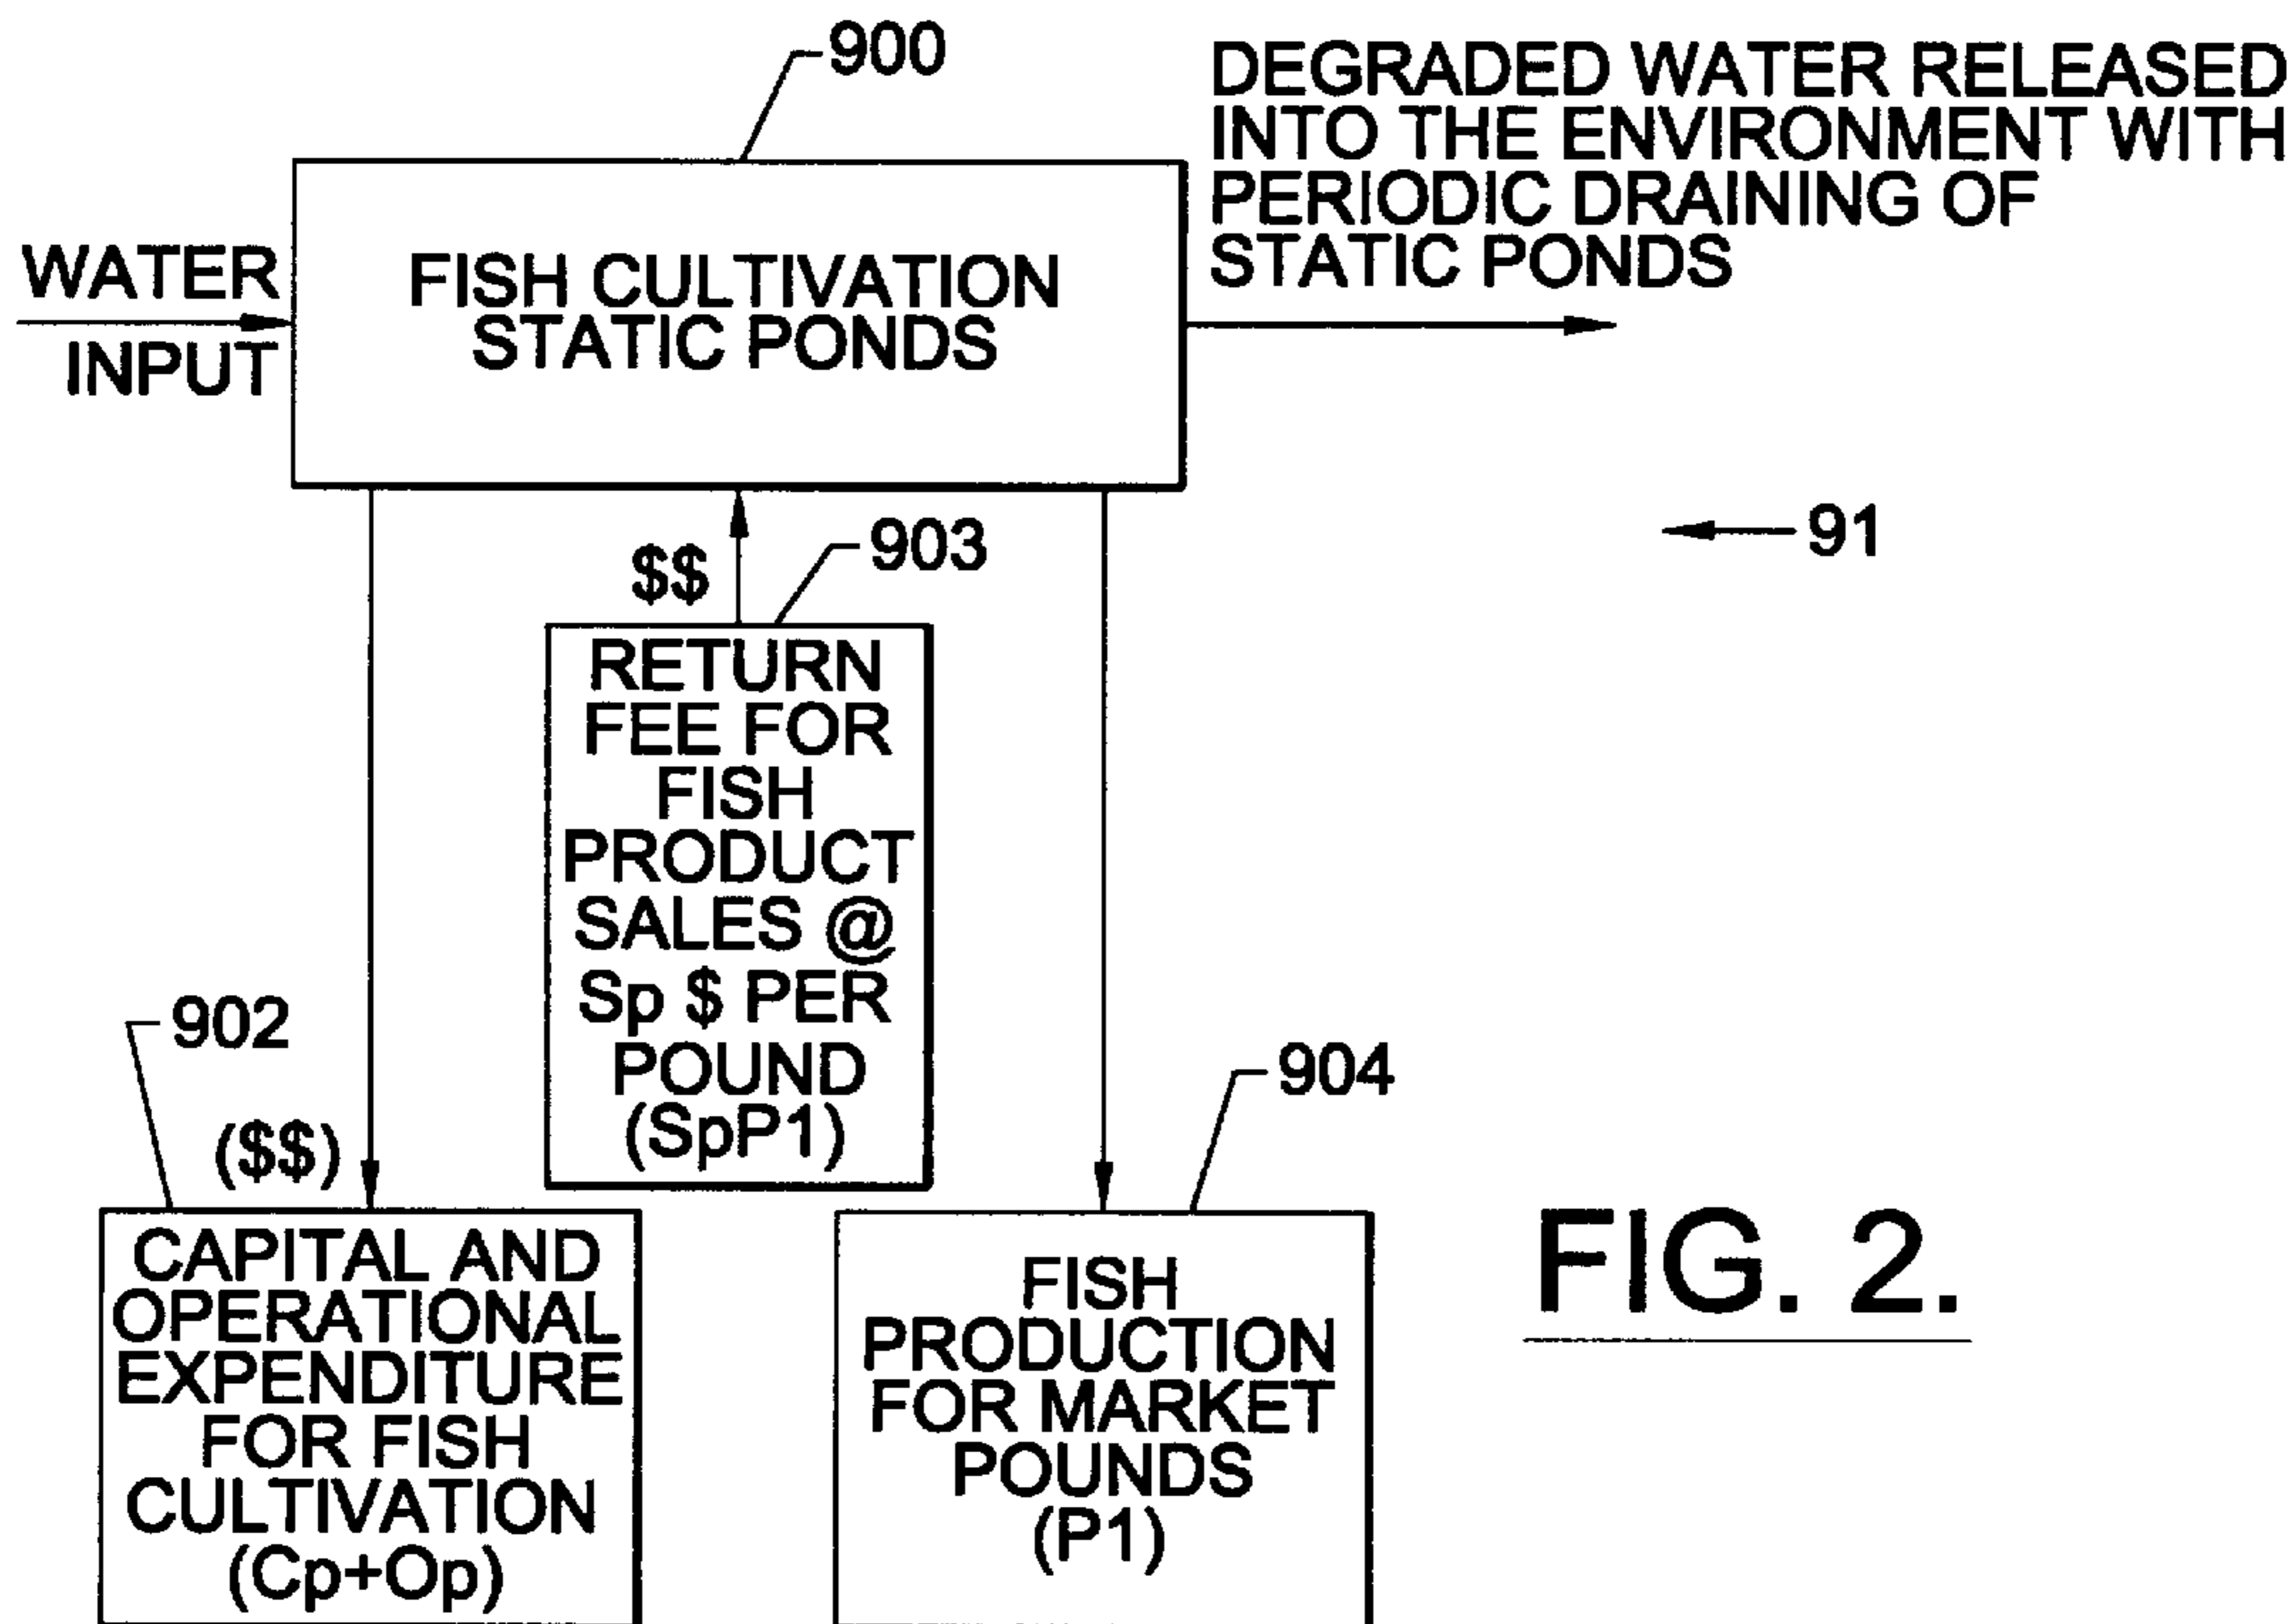 900
DEGRADED WATER RELEASED
INTO THE ENVIRONMENT WITH
PERIODIC DRAINING OF
STATIC PONDS
WATER
INPUT
FISH CULTIVATION
STATIC PONDS
91
$$
903
RETURN
FEE FOR
FISH
PRODUCT
SALES @
Sp $ PER
POUND
(SpP1)
902
($$)
904
CAPITAL AND
OPERATIONAL
EXPENDITURE
FOR FISH
CULTIVATION
(Cp+Op)
FISH
PRODUCTION
FOR MARKET
POUNDS
(P1)
FIG. 2.